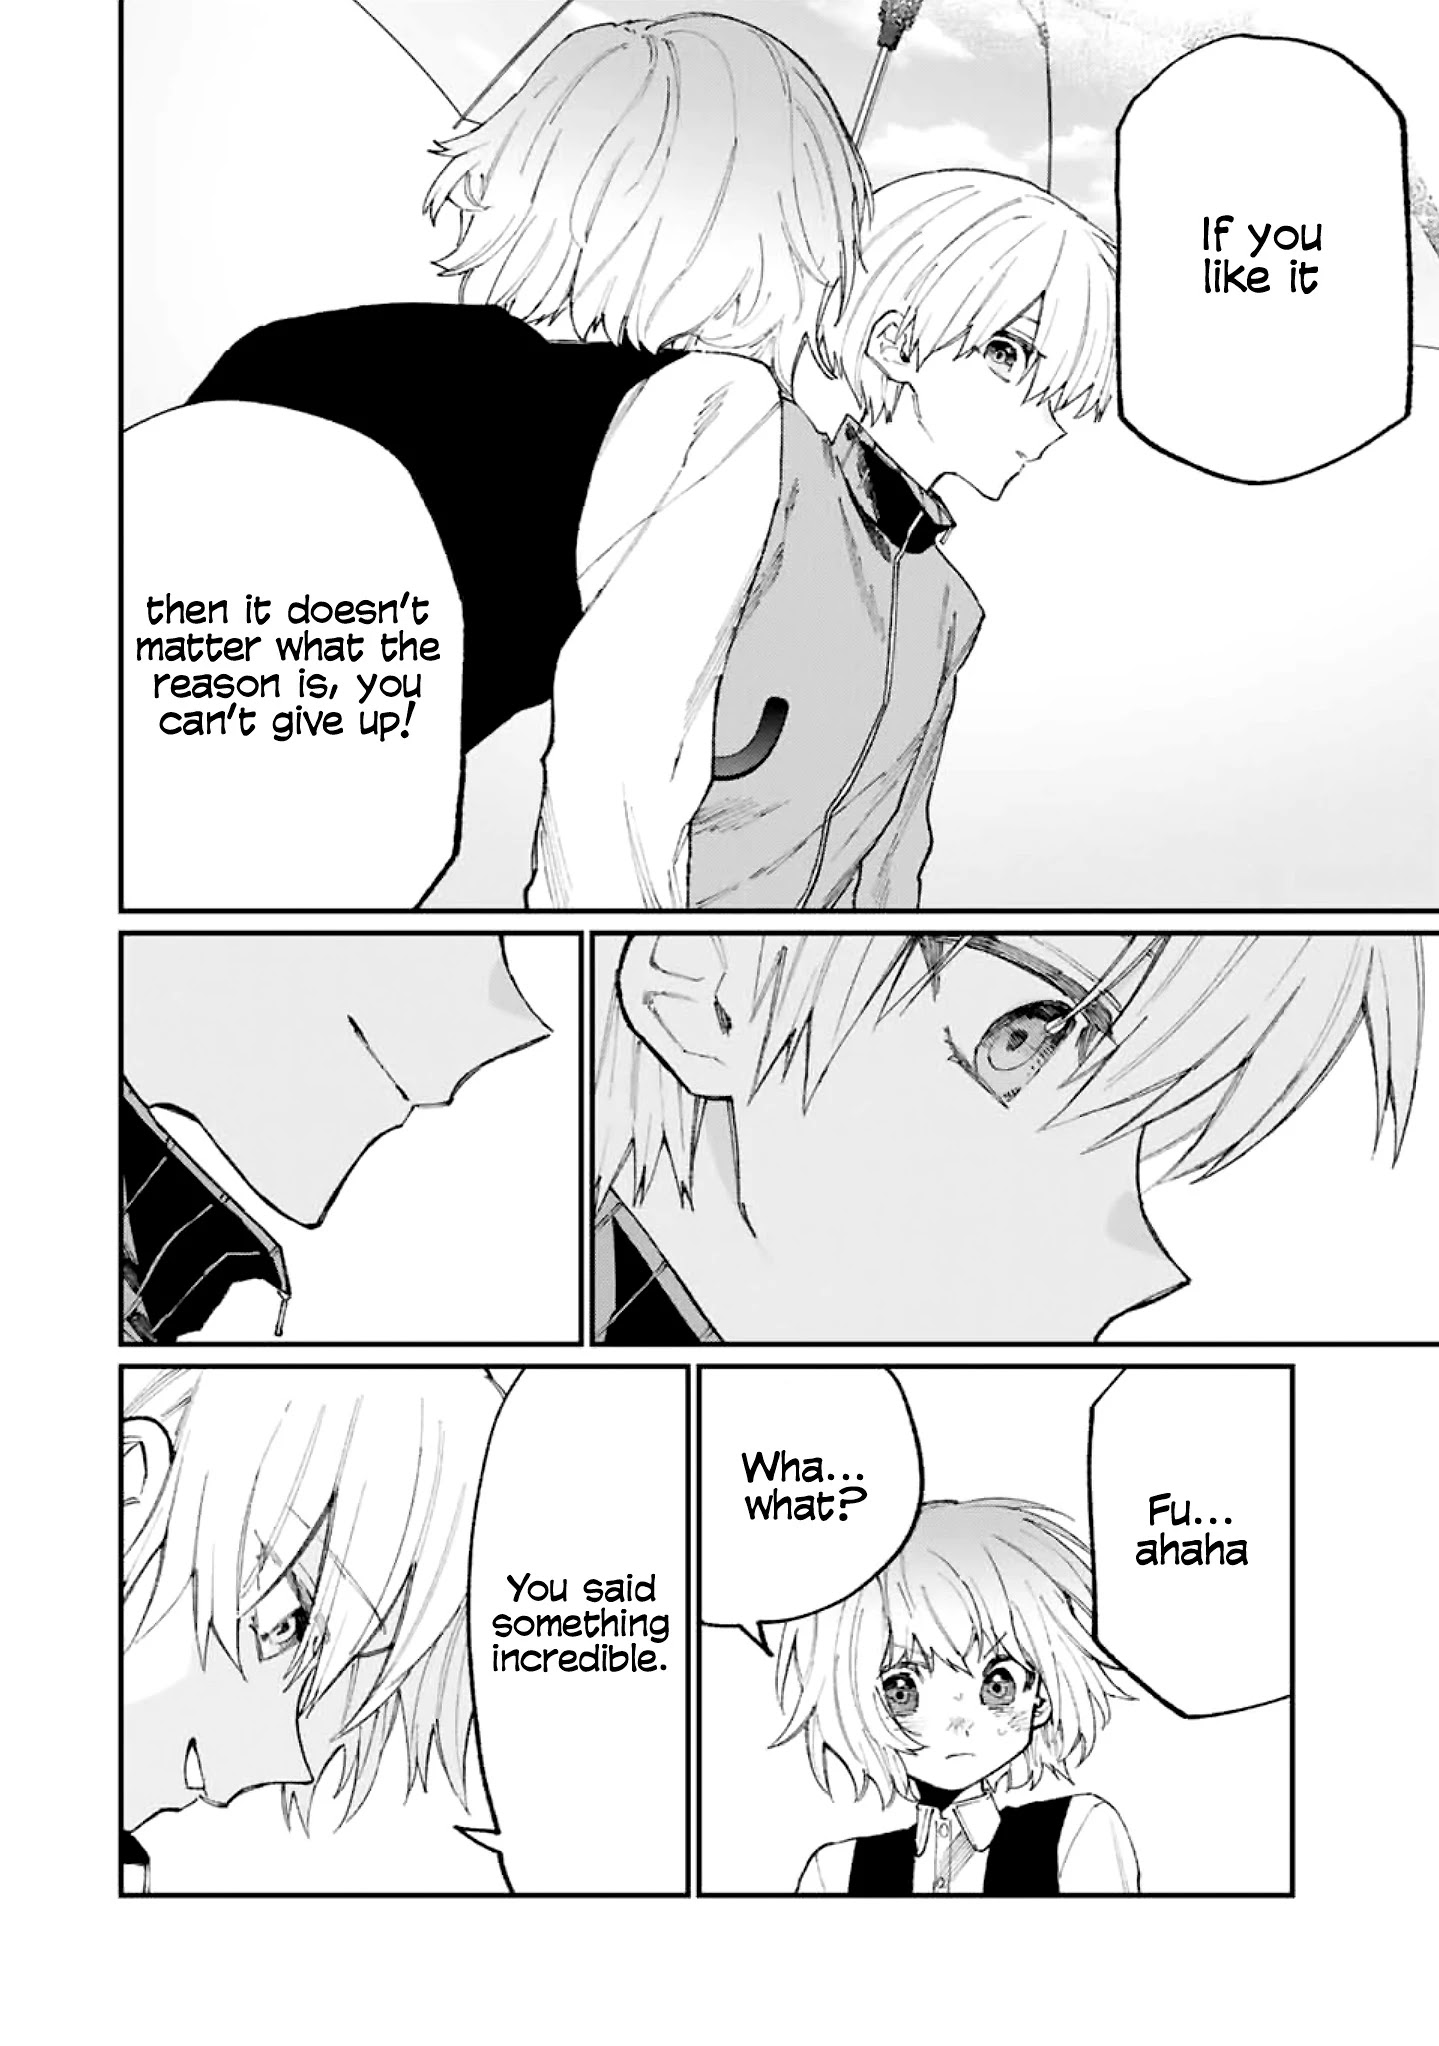 If you
like it
then it doesn't
matter what the
reason is, you
can't give up!
Fu...
ahaha
Wha...
what?
You said
something
incredible.